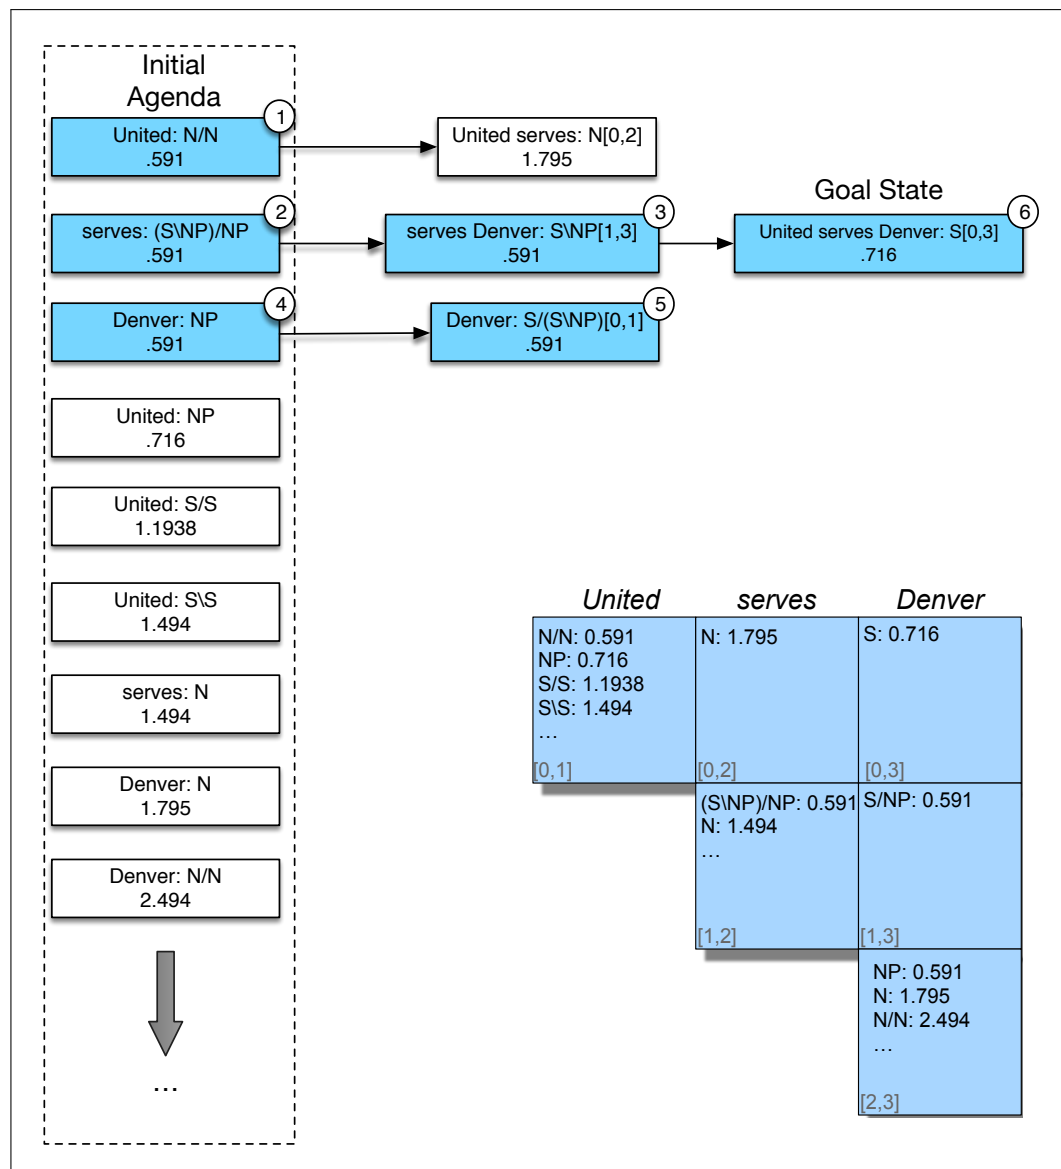 Initial
Agenda
1
United: N/N
.591
United serves: N[0,2]
1.795
Goal State
2
serves: (S\NP)/NP
.591
3
serves Denver: S\NP[1,3]
.591
6
United serves Denver: S[0,3]
.716
4
Denver: NP
.591
5
Denver: S/(S\NP)[0,1]
.591
United: NP
.716
United: S/S
1.1938
United: S\S
1.494
serves: N
1.494
Denver: N
1.795
Denver: N/N
2.494
...
United serves Denver
N/N: 0.591
NP: 0.716
S/S: 1.1938
S\S: 1.494
...
[0,1]
N: 1.795
[0,2]
S: 0.716
[0,3]
(S\NP)/NP: 0.591
N: 1.494
...
[1,2]
S/NP: 0.591
[1,3]
NP: 0.591
N: 1.795
N/N: 2.494
...
[2,3]